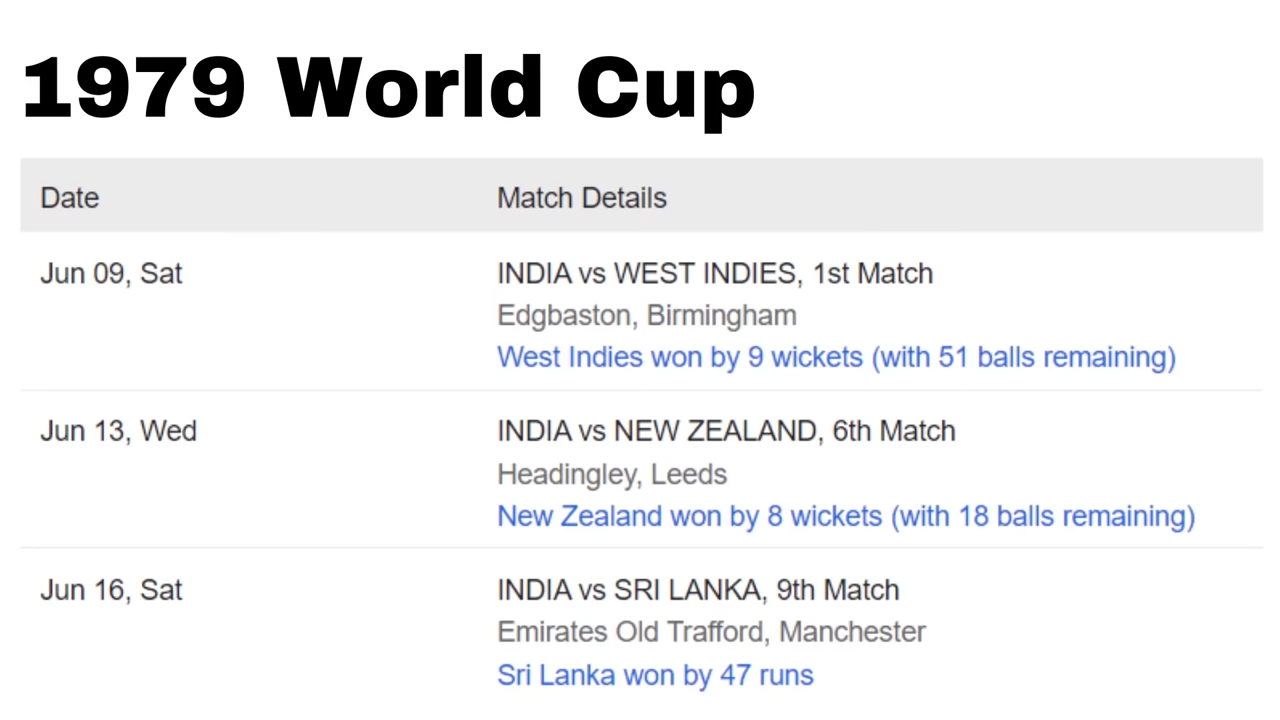 1979 World Cup
Date Match Details
Jun 09, Sat INDIA vs WEST INDIES, 1st Match
Edgbaston, Birmingham
West Indies won by 9 wickets (with 51 balls remaining)
Jun 13, Wed INDIA vs NEW ZEALAND, 6th Match
Headingley, Leeds
New Zealand won by 8 wickets (with 18 balls remaining)
Jun 16, Sat INDIA vs SRI LANKA, 9th Match
Emirates Old Trafford, Manchester
Sri Lanka won by 47 runs